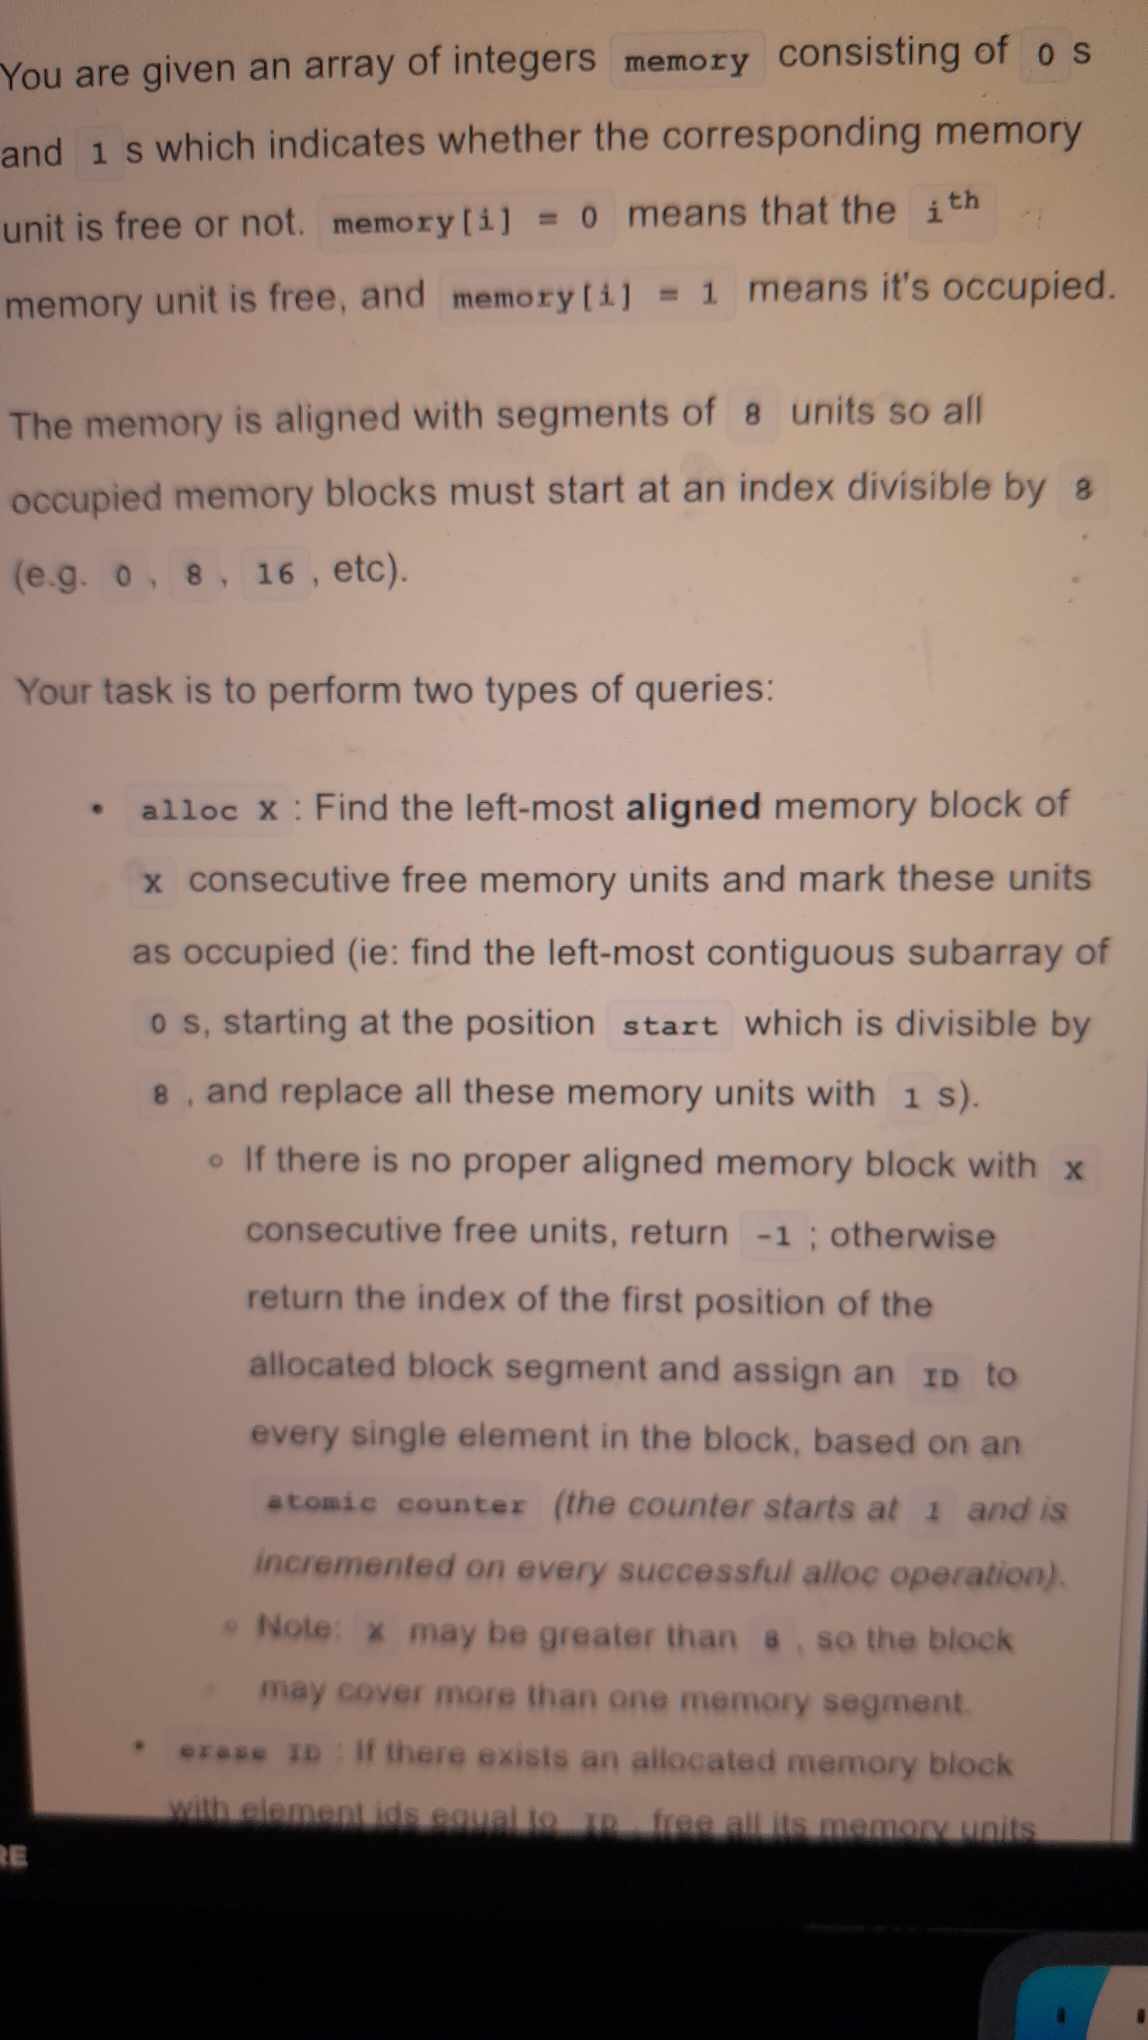 You are given an array of integers memory consisting of 0 s
and 1 s which indicates whether the corresponding memory
unit is free or not. memory[i] = 0 means that the ith
memory unit is free, and memory[i] = 1 means it's occupied.
The memory is aligned with segments of 8 units so all
occupied memory blocks must start at an index divisible by 8
(e.g. 0 , 8 , 16 , etc).
Your task is to perform two types of queries:
• alloc X : Find the left-most aligned memory block of
X consecutive free memory units and mark these units
as occupied (ie: find the left-most contiguous subarray of
0 s, starting at the position start which is divisible by
8 , and replace all these memory units with 1 s).
◦ If there is no proper aligned memory block with X
consecutive free units, return -1 ; otherwise
return the index of the first position of the
allocated block segment and assign an ID to
every single element in the block, based on an
atomic counter (the counter starts at 1 and is
incremented on every successful alloc operation).
◦ Note: X may be greater than 8 , so the block
may cover more than one memory segment.
• erase ID : If there exists an allocated memory block
with element ids equal to ID , free all its memory units
RE